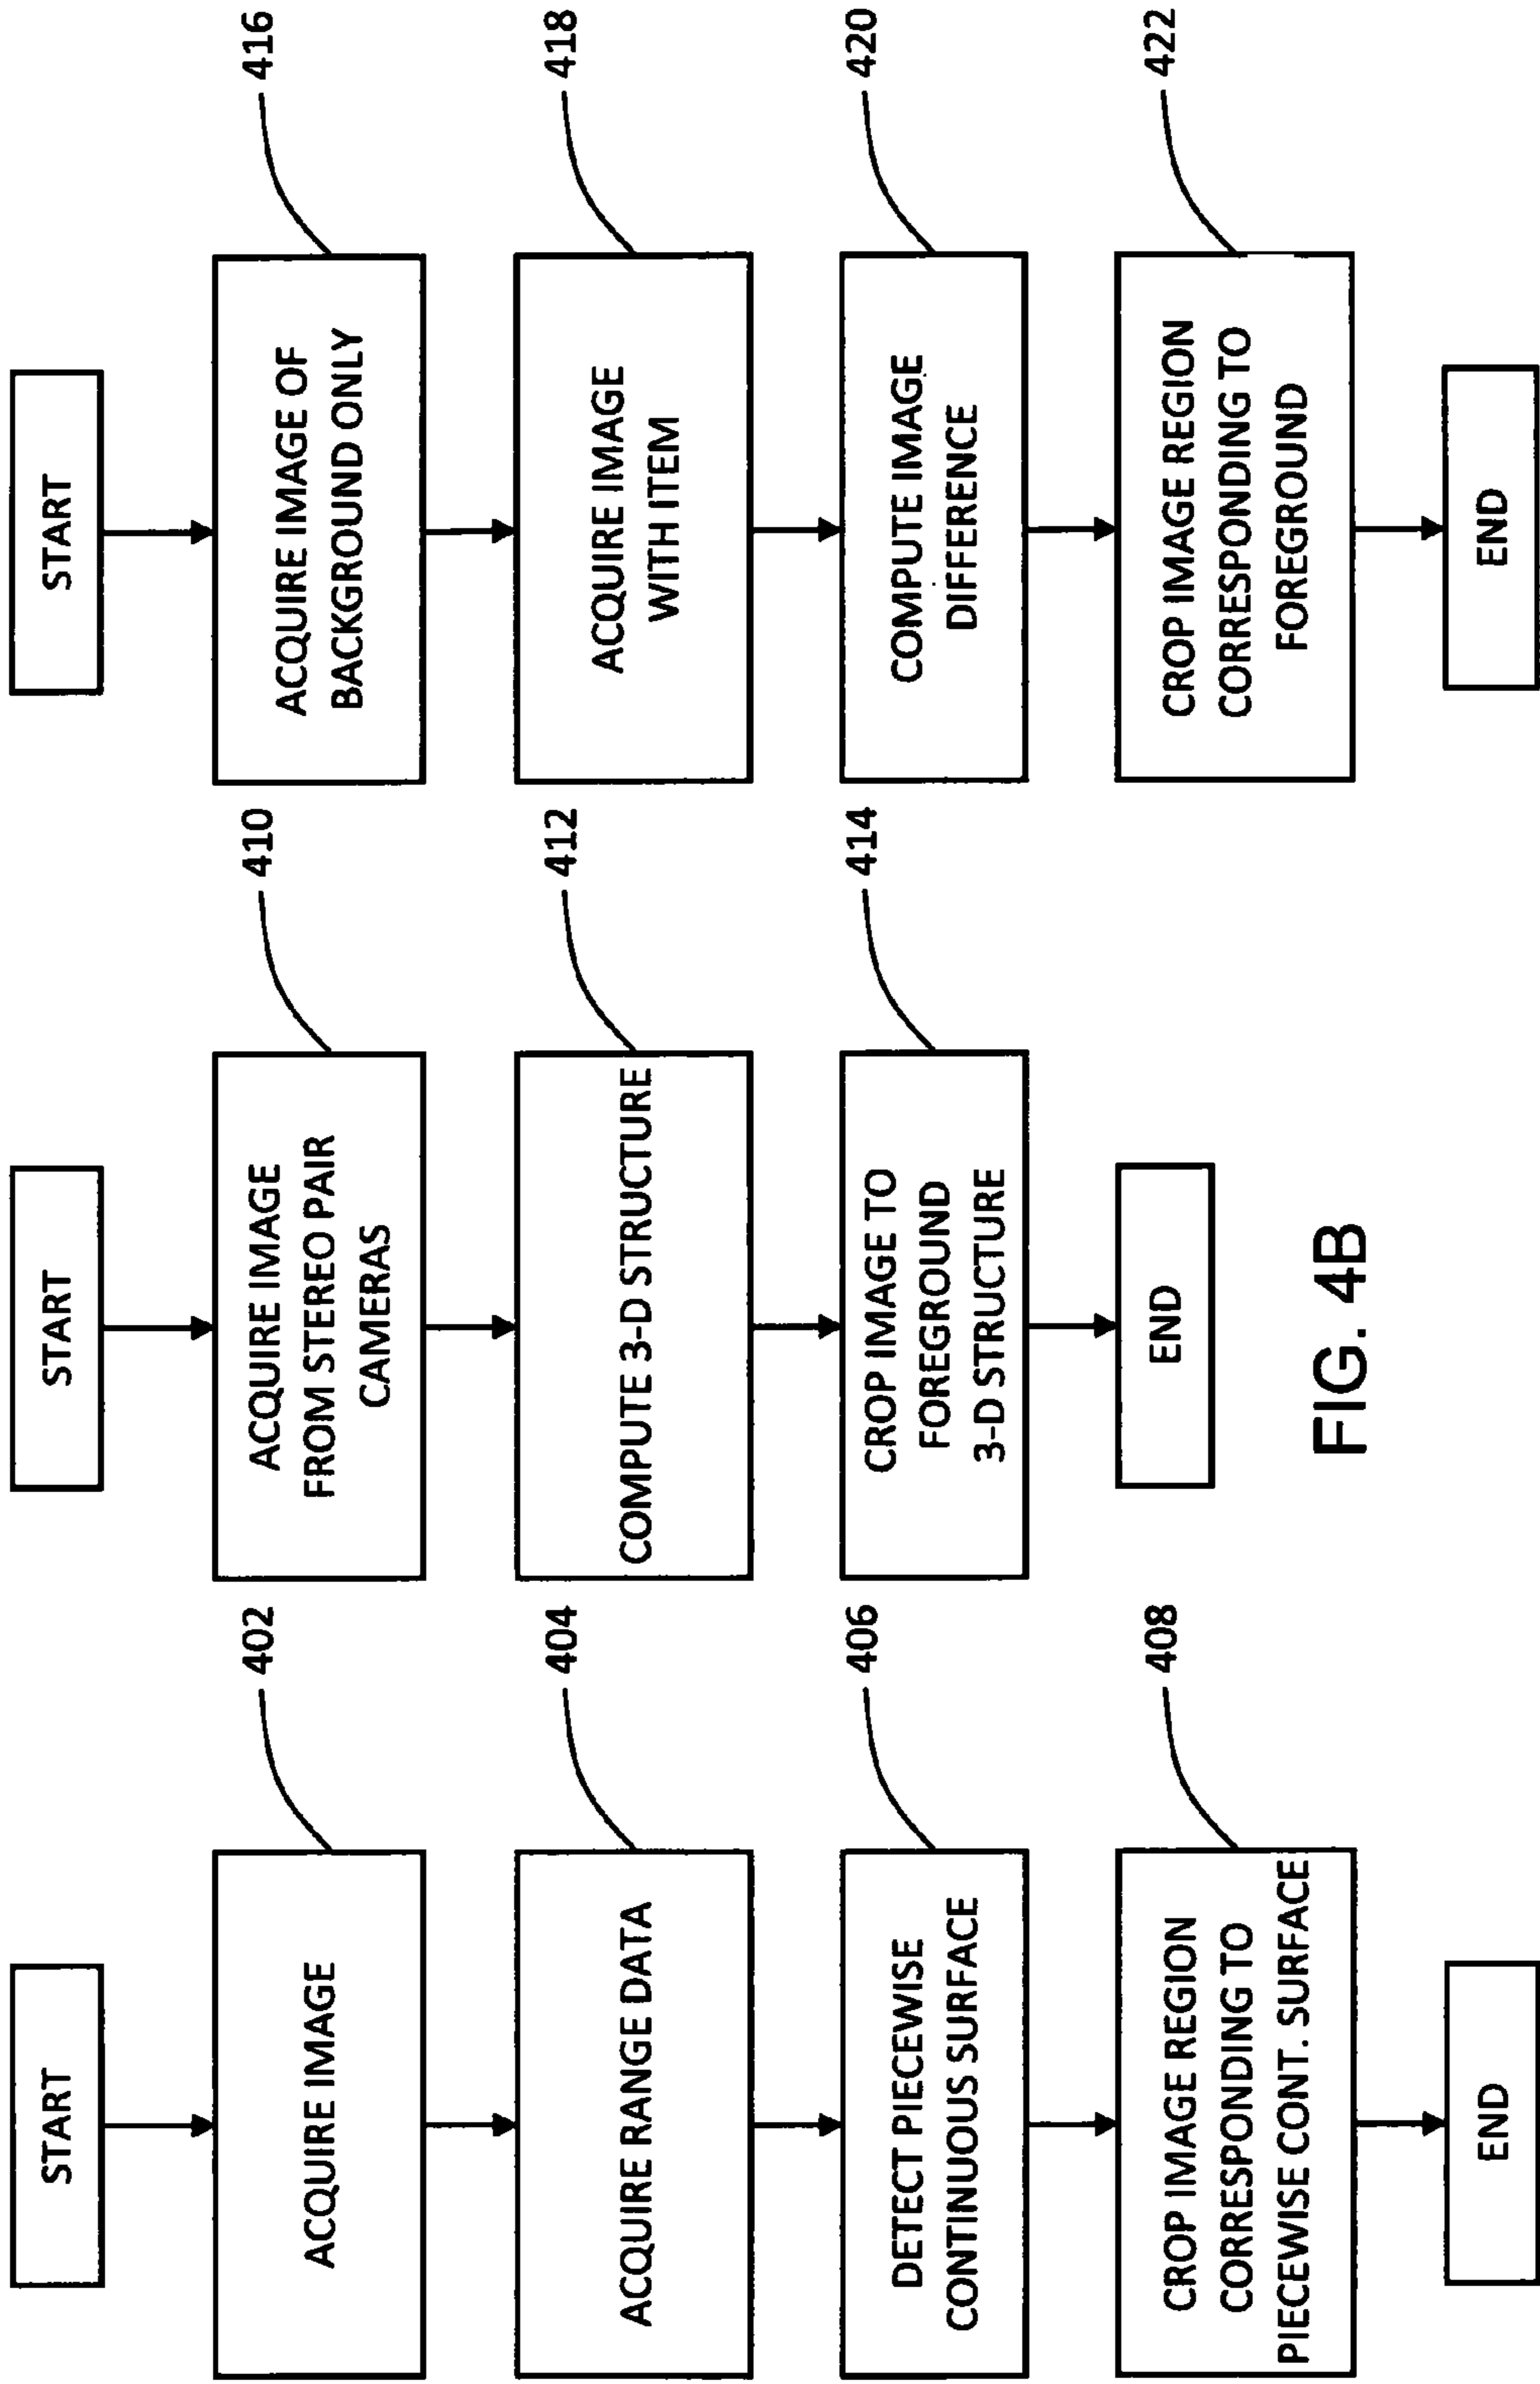 START
402
ACQUIRE IMAGE
404
ACQUIRE RANGE DATA
406
DETECT PIECEWISE
CONTINUOUS SURFACE
408
CROP IMAGE REGION
CORRESPONDING TO
PIECEWISE CONT. SURFACE
END
START
410
ACQUIRE IMAGE
FROM STEREO PAIR
CAMERAS
412
COMPUTE 3-D STRUCTURE
414
CROP IMAGE TO
FOREGROUND
3-D STRUCTURE
END
START
416
ACQUIRE IMAGE OF
BACKGROUND ONLY
418
ACQUIRE IMAGE
WITH ITEM
420
COMPUTE IMAGE
DIFFERENCE
422
CROP IMAGE REGION
CORRESPONDING TO
FOREGROUND
END
FIG. 4B